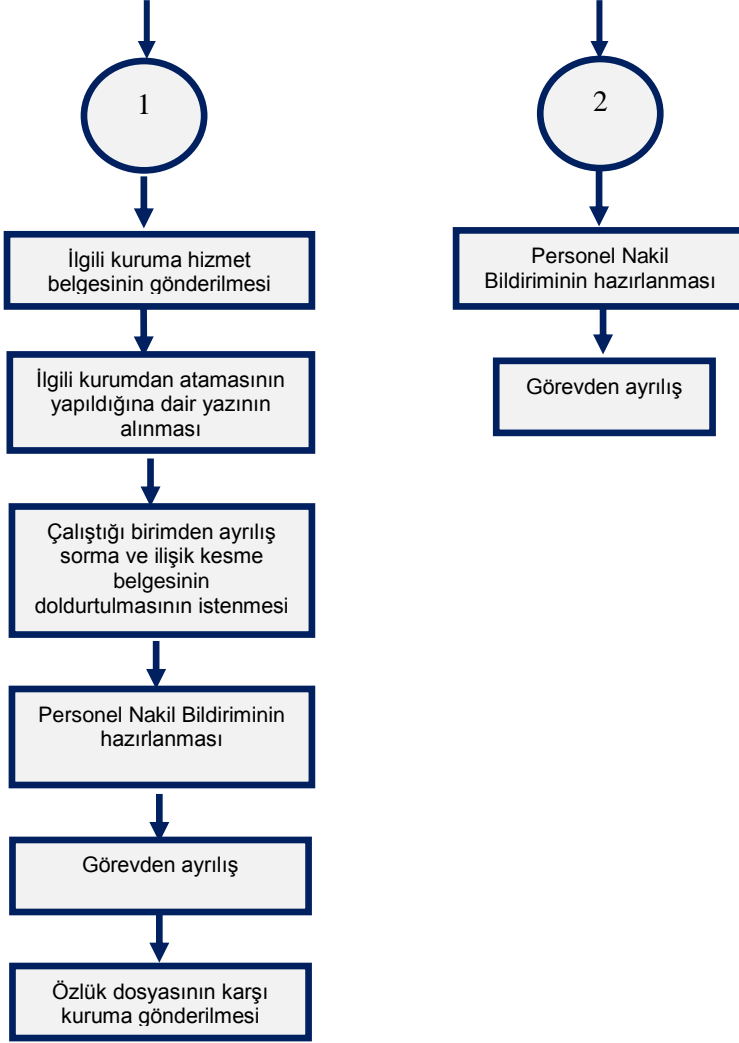 1
İlgili kuruma hizmet
belgesinin gönderilmesi
İlgili kurumdan atamasının
yapıldığına dair yazının
alınması
Çalıştığı birimden ayrılış
sorma ve ilişik kesme
belgesinin
doldurtulmasının istenmesi
Personel Nakil Bildiriminin
hazırlanması
Görevden ayrılış
Özlük dosyasının karşı
kuruma gönderilmesi
2
Personel Nakil
Bildiriminin hazırlanması
Görevden ayrılış